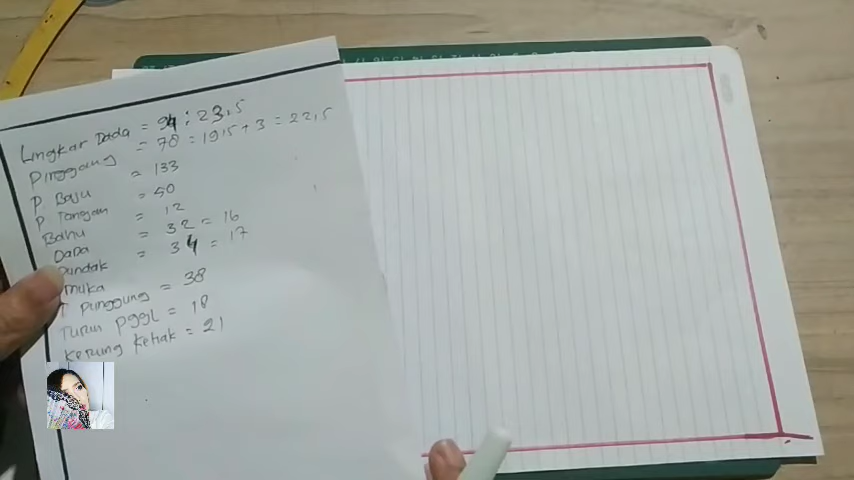 Lingkar Dada = 94 : 23,5
Pinggang = 78 = 19,5 + 3 = 22,5
P. Baju = 133
P Tangan = 50
Bahu = 12
Dada = 32 = 16
Pundak = 34 = 17
muka
T Punggung = 38
Turun pggl = 18
Kerung Ketiak = 21